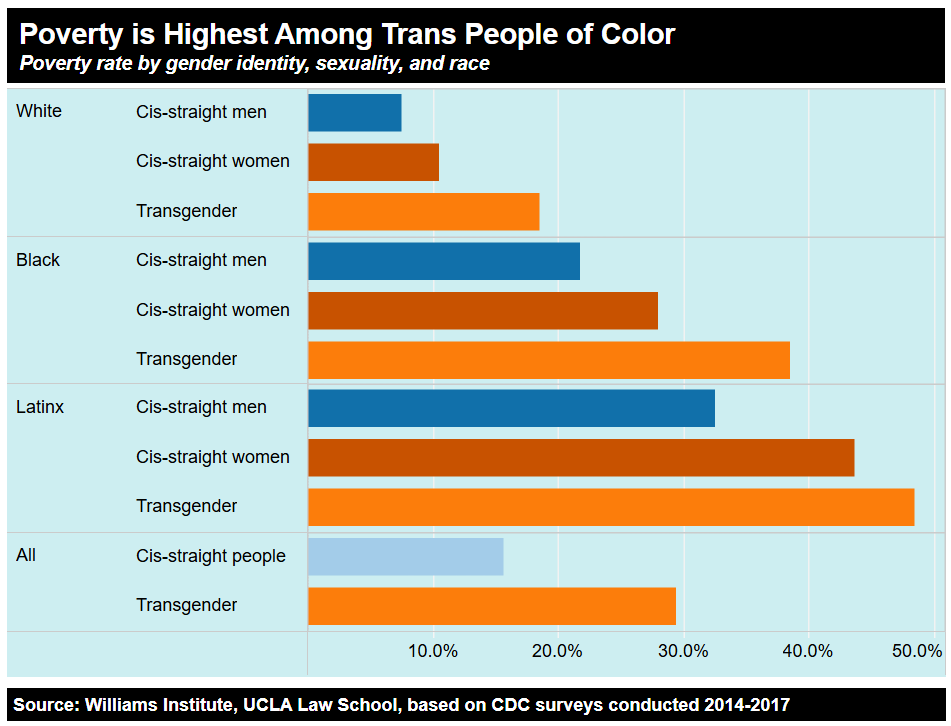 Poverty is Highest Among Trans People of Color
Poverty rate by gender identity, sexuality, and race
White Cis-straight men
Cis-straight women
Transgender
Black Cis-straight men
Cis-straight women
Transgender
Latinx Cis-straight men
Cis-straight women
Transgender
All Cis-straight people
Transgender
10.0% 20.0% 30.0% 40.0% 50.0%
Source: Williams Institute, UCLA Law School, based on CDC surveys conducted 2014-2017